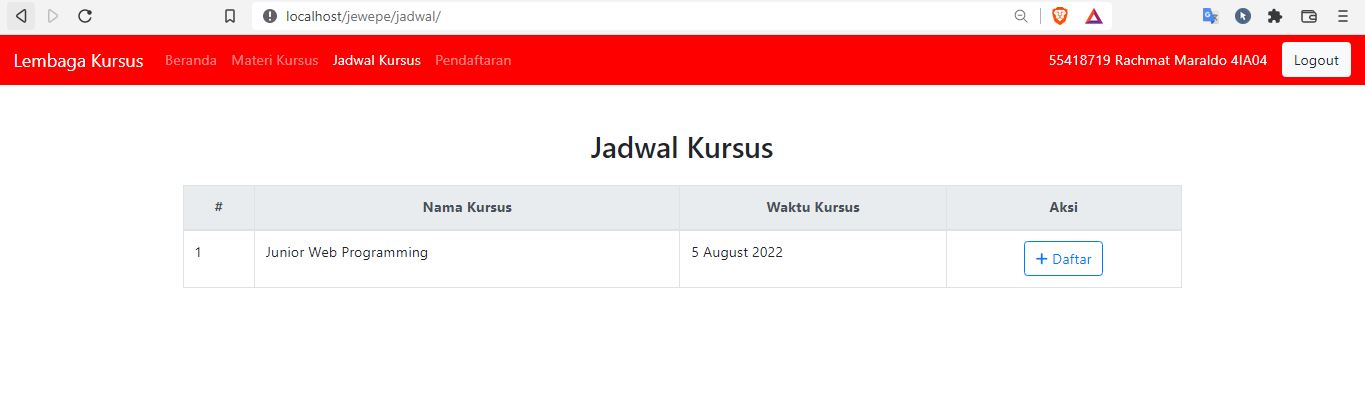 localhost/jewepe/jadwal/
Lembaga Kursus Beranda Materi Kursus Jadwal Kursus Pendaftaran 55418719 Rachmat Maraldo 4IA04 Logout
Jadwal Kursus
# Nama Kursus Waktu Kursus Aksi
1 Junior Web Programming 5 August 2022 + Daftar